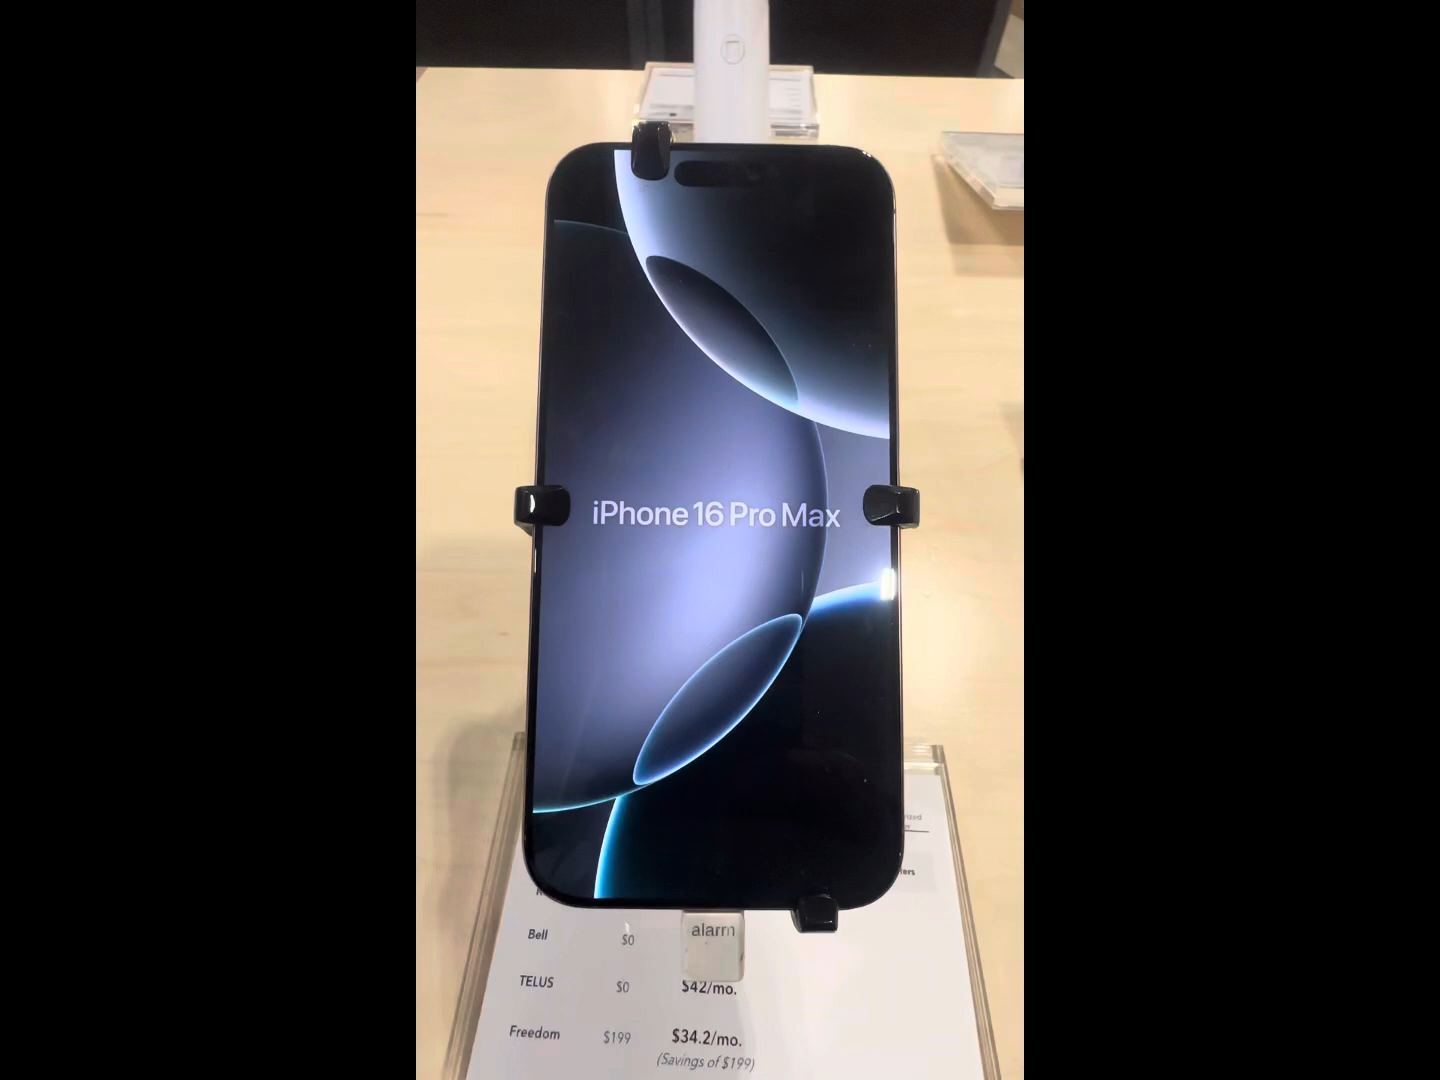 iPhone 16 Pro Max
alarm
Bell $0
TELUS $0 $42/mo.
Freedom $199 $34.2/mo.
(Savings of $199)